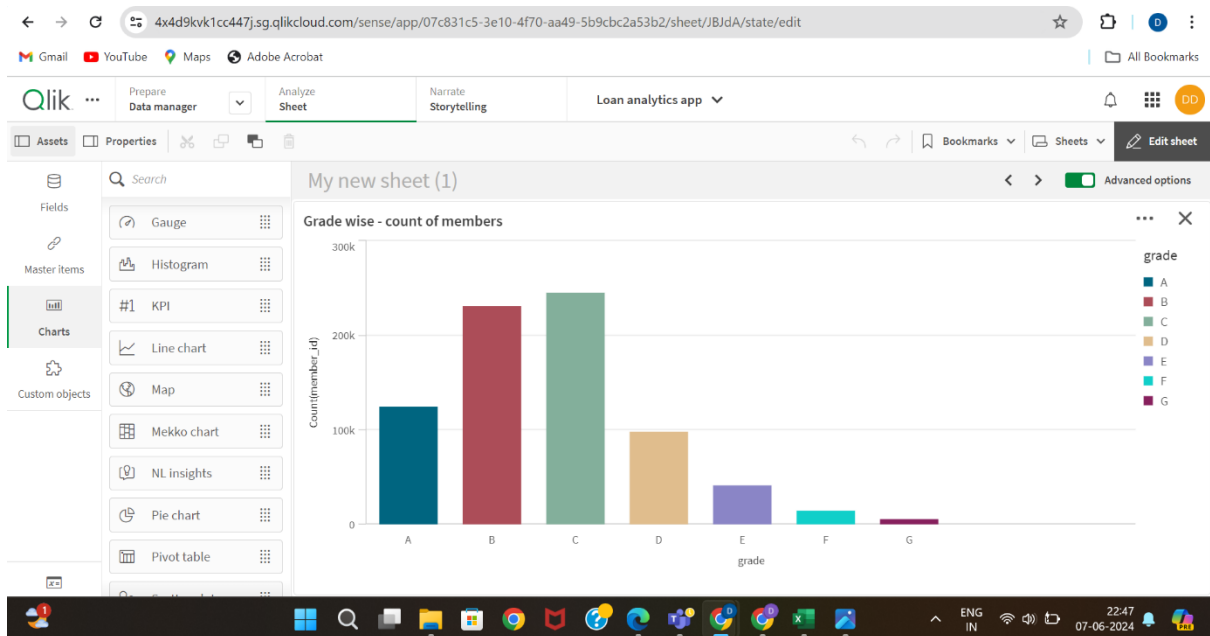 4x4d9kvk1cc447j.sg.qlikcloud.com/sense/app/07c831c5-3e10-4f70-aa49-5b9cbc2a53b2/sheet/JBJdA/state/edit
D
Gmail YouTube Maps Adobe Acrobat All Bookmarks
Qlik
Prepare
Data manager
Analyze
Sheet
Narrate
Storytelling
Loan analytics app
DD
Assets Properties Bookmarks Sheets Edit sheet
Fields
Master items
Charts
Custom objects
Search
Gauge
Histogram
#1 KPI
Line chart
Map
Mekko chart
NL insights
Pie chart
Pivot table
My new sheet (1)
Advanced options
Grade wise - count of members
Count(member_id)
300k
200k
100k
0
A B C D E F G
grade
grade
A
B
C
D
E
F
G
1
ENG
IN
22:47
07-06-2024
PRE